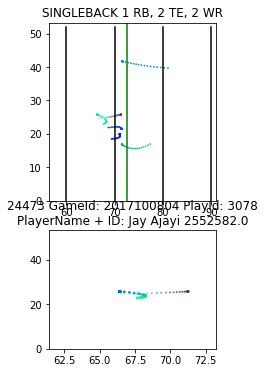 SINGLEBACK 1 RB, 2 TE, 2 WR
50
40
30
20
10
0
60 70 80 90
24473 GameId: 2017100804 PlayId: 3078
PlayerName + ID: Jay Ajayi 2552582.0
40
20
0
62.5 65.0 67.5 70.0 72.5